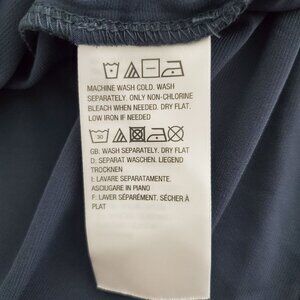 MACHINE WASH COLD. WASH
SEPARATELY. ONLY NON-CHLORINE
BLEACH WHEN NEEDED. DRY FLAT.
LOW IRON IF NEEDED
30
GB: WASH SEPARATELY. DRY FLAT
D: SEPARAT WASCHEN. LIEGEND
TROCKNEN
I: LAVARE SEPARATAMENTE.
ASCIUGARE IN PIANO
F: LAVER SÉPARÉMENT. SÉCHER À
PLAT